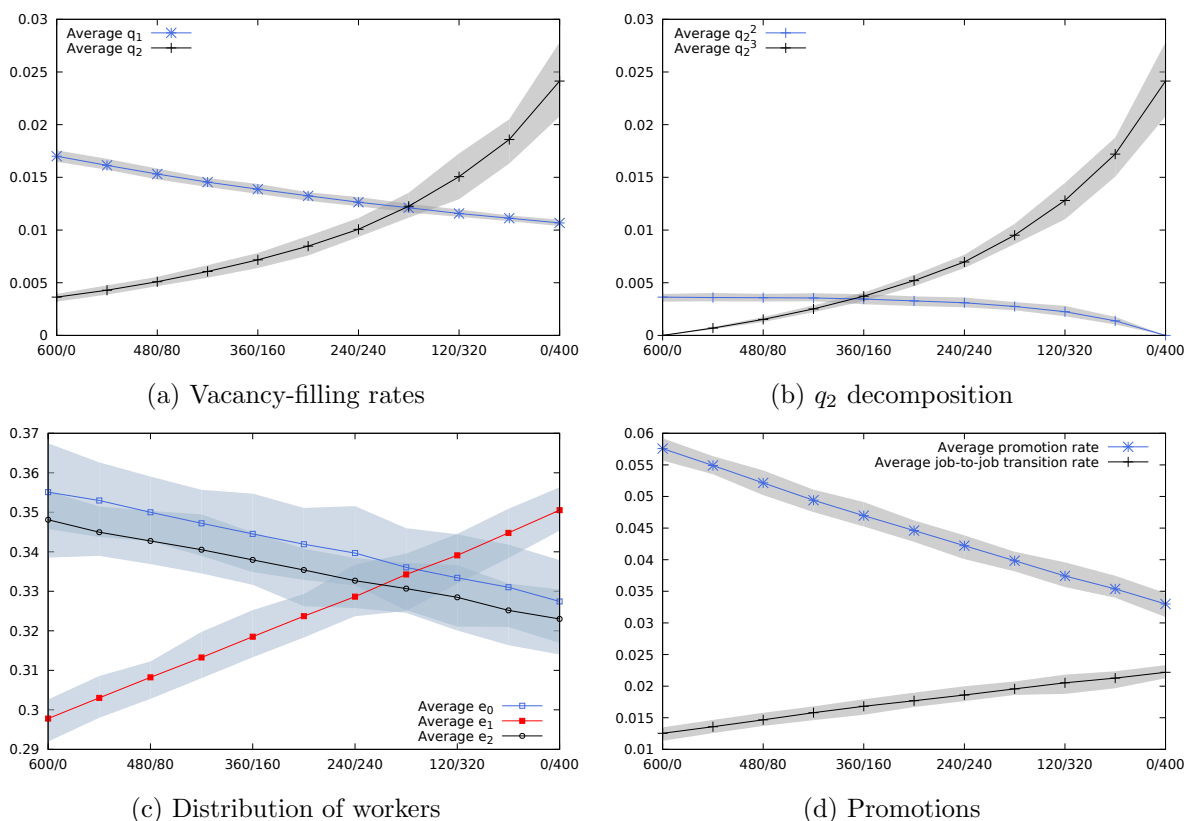 0.03
0.025
0.02
0.015
0.01
0.005
0
600/0 480/80 360/160 240/240 120/320 0/400
Average q1
Average q2
(a) Vacancy-filling rates
0.03
0.025
0.02
0.015
0.01
0.005
0
600/0 480/80 360/160 240/240 120/320 0/400
Average q2^2
Average q2^3
(b) q2 decomposition
0.37
0.36
0.35
0.34
0.33
0.32
0.31
0.3
0.29
600/0 480/80 360/160 240/240 120/320 0/400
Average e0
Average e1
Average e2
(c) Distribution of workers
0.06
0.055
0.05
0.045
0.04
0.035
0.03
0.025
0.02
0.015
0.01
600/0 480/80 360/160 240/240 120/320 0/400
Average promotion rate
Average job-to-job transition rate
(d) Promotions